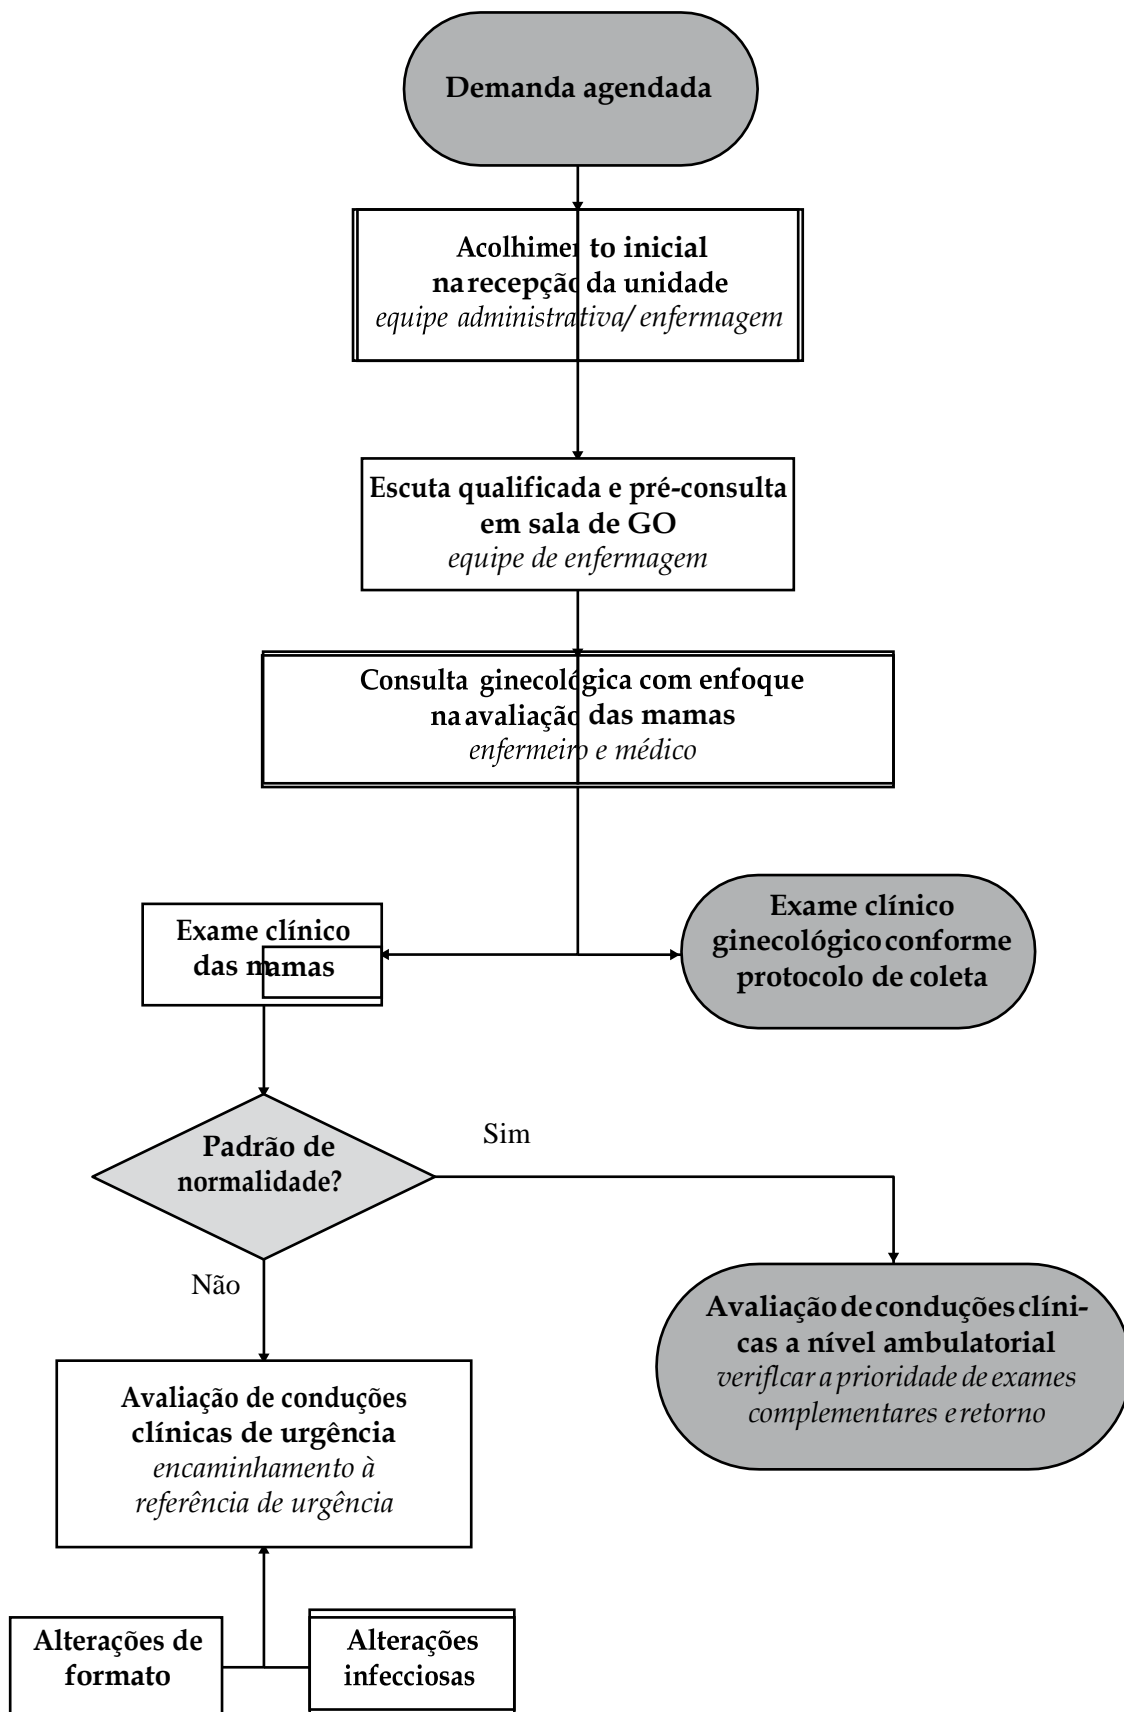 Demanda agendada
Acolhimento inicial
na recepção da unidade
equipe administrativa/ enfermagem
Escuta qualificada e pré-consulta
em sala de GO
equipe de enfermagem
Consulta ginecológica com enfoque
na avaliação das mamas
enfermeiro e médico
Exame clínico
das mamas
Exame clínico
ginecológico conforme
protocolo de coleta
Padrão de
normalidade?
Sim
Não
Avaliação de conduções clíni-
cas a nível ambulatorial
verificar a prioridade de exames
complementares e retorno
Avaliação de conduções
clínicas de urgência
encaminhamento à
referência de urgência
Alterações de
formato
Alterações
infecciosas